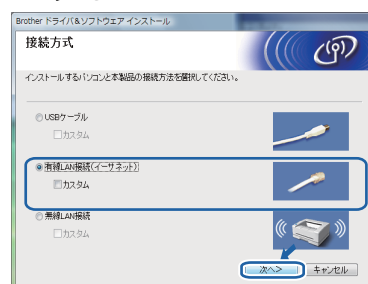 Brother ドライバ&ソフトウェア インストール
接続方式
インストールするパソコンと本製品の接続方法を選択してください。
USBケーブル
カスタム
有線LAN接続(イーサネット)
カスタム
無線LAN接続
カスタム
次へ>
キャンセル